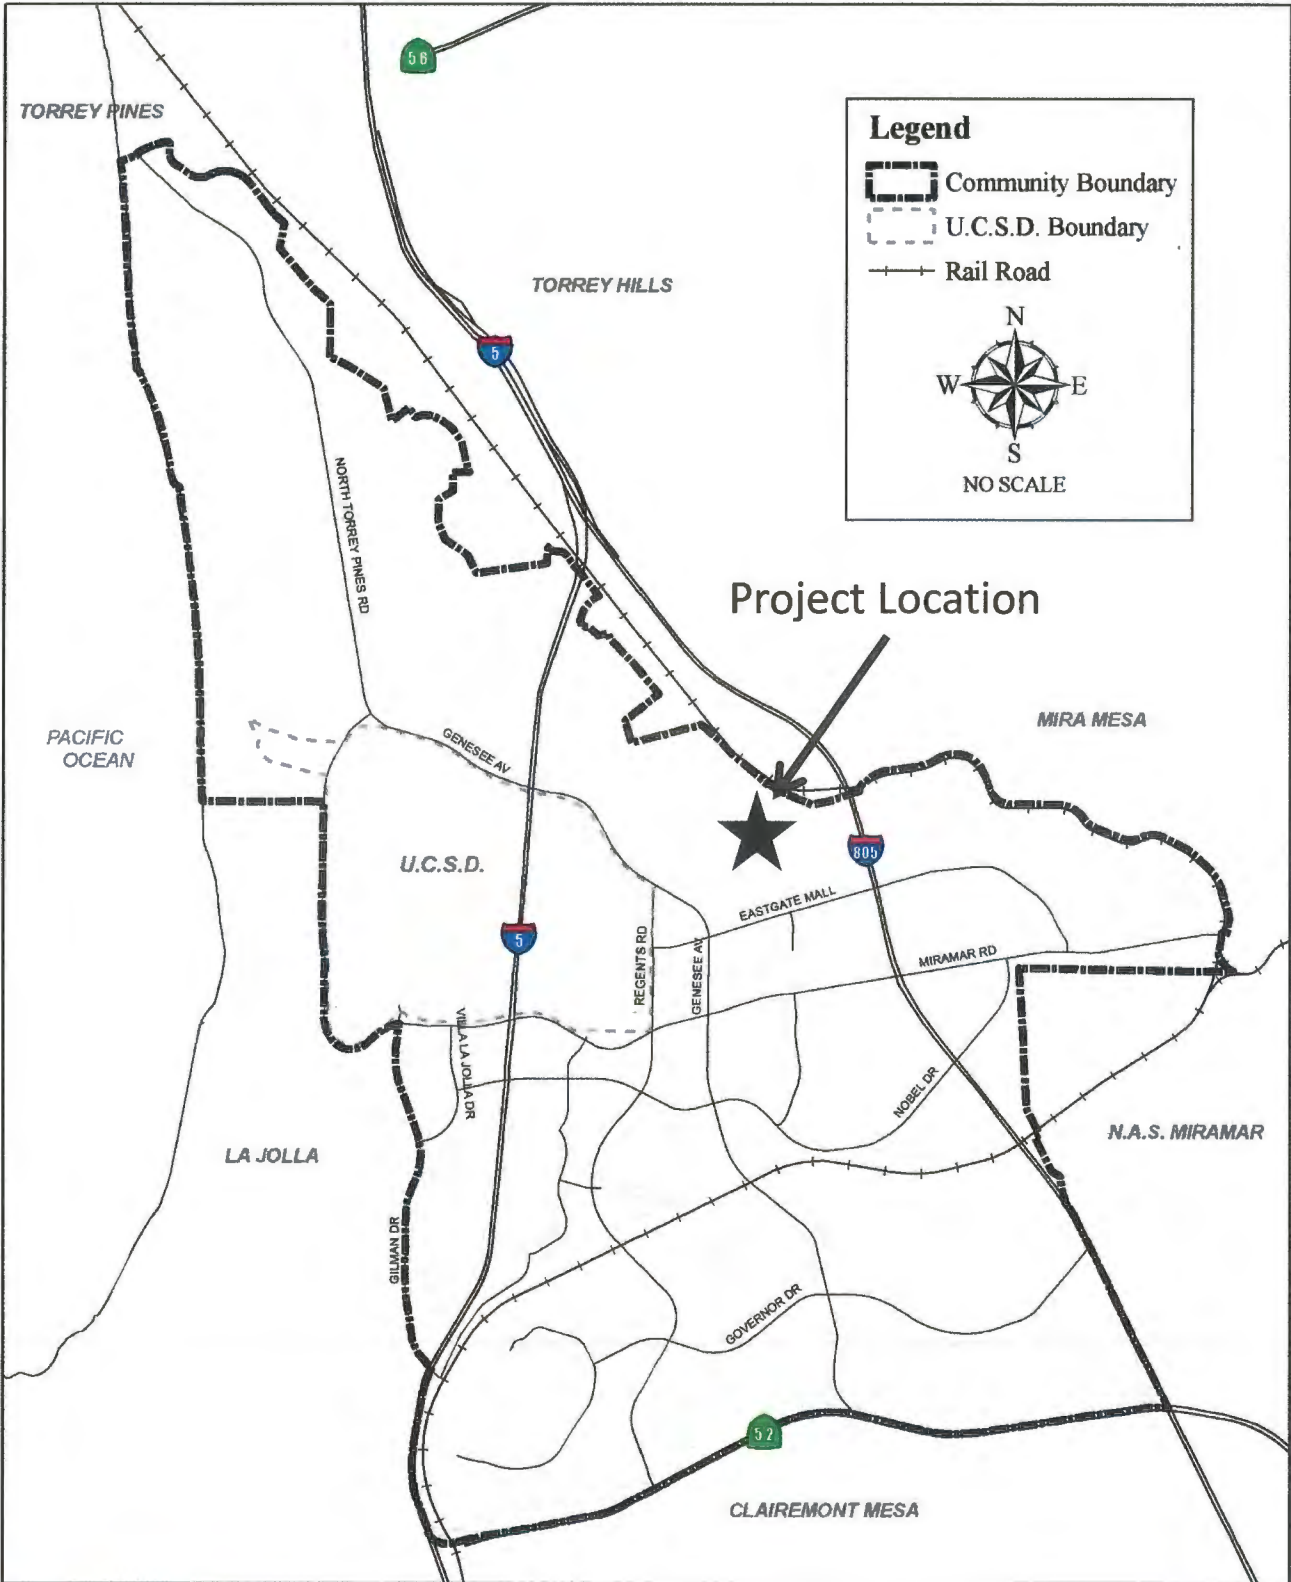 56
TORREY PINES
Legend
Community Boundary
U.C.S.D. Boundary
Rail Road
N
W E
S
NO SCALE
TORREY HILLS
5
NORTH TORREY PINES RD
Project Location
MIRA MESA
PACIFIC
OCEAN
GENESEE AV
U.C.S.D.
805
EASTGATE MALL
5
REGENTS RD
GENESEE AV
MIRAMAR RD
VILLA LA JOLLA DR
NOBEL DR
N.A.S. MIRAMAR
LA JOLLA
GILMAN DR
GOVERNOR DR
52
CLAIREMONT MESA